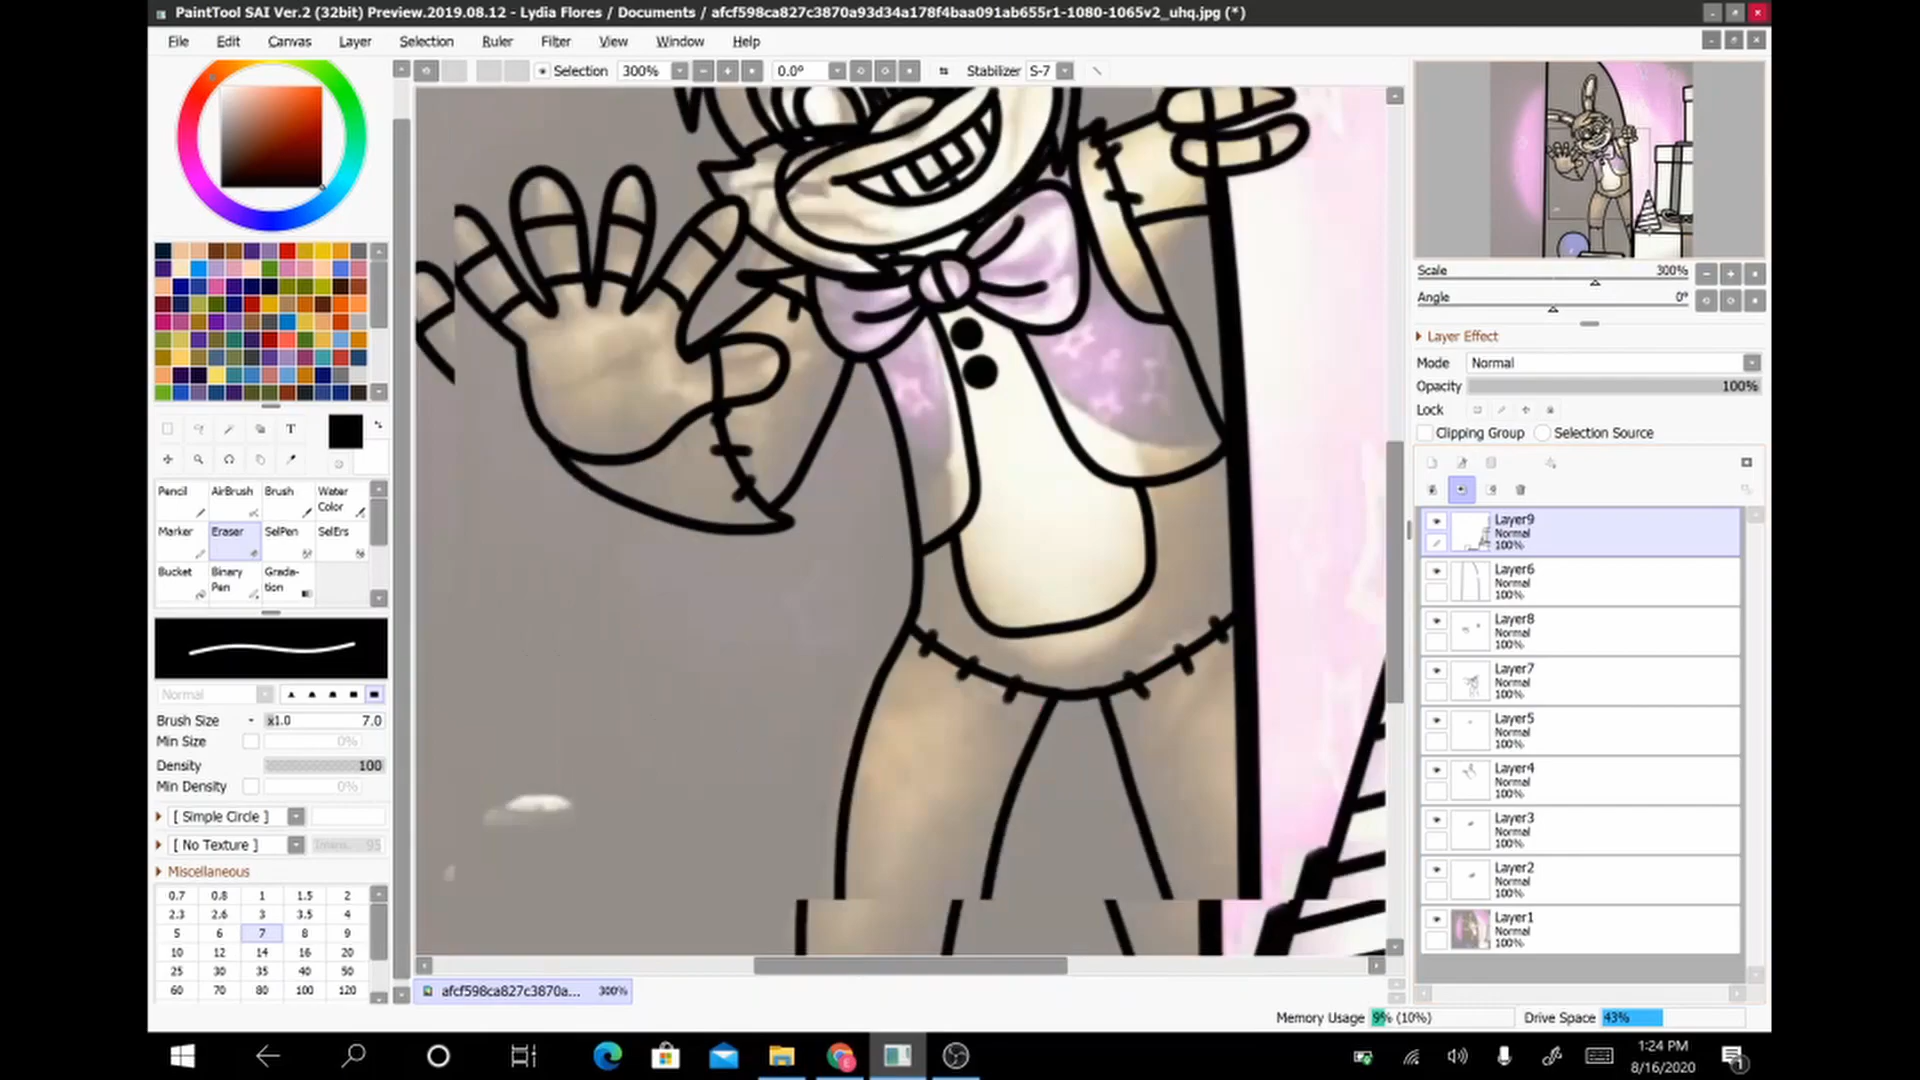 PaintTool SAI Ver.2 (32bit) Preview.2019.08.12 - Lydia Flores / Documents / afcf598ca827c3870a93d34a178f4baa091ab655r1-1080-1065v2_uhq.jpg (*)
File Edit Canvas Layer Selection Ruler Filter View Window Help
Selection 300% 0.0° Stabilizer S-7
Scale 300%
Angle 0°
Layer Effect
Mode Normal
Opacity 100%
Lock
Clipping Group Selection Source
T
Pencil AirBrush Brush Water Color
Marker Eraser SelPen SelErs
Bucket Binary Pen Grada-tion
Normal
Brush Size x1.0 7.0
Min Size 0%
Density 100
Min Density 0%
[ Simple Circle ]
[ No Texture ] 95
Miscellaneous
0.7 0.8 1 1.5 2
2.3 2.6 3 3.5 4
5 6 7 8 9
10 12 14 16 20
25 30 35 40 50
60 70 80 100 120
Layer9
Normal
100%
Layer6
Normal
100%
Layer8
Normal
100%
Layer7
Normal
100%
Layer5
Normal
100%
Layer4
Normal
100%
Layer3
Normal
100%
Layer2
Normal
100%
Layer1
Normal
100%
afcf598ca827c3870a... 300%
Memory Usage 9% (10%) Drive Space 43%
1:24 PM
8/16/2020